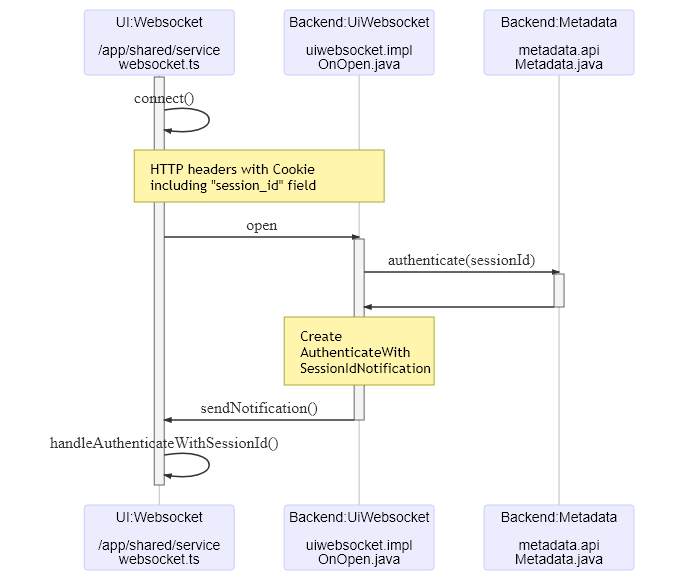 UI:Websocket
/app/shared/service
websocket.ts
Backend:UiWebsocket
uiwebsocket.impl
OnOpen.java
Backend:Metadata
metadata.api
Metadata.java
connect()
HTTP headers with Cookie
including "session_id" field
open
authenticate(sessionId)
Create
AuthenticateWith
SessionIdNotification
sendNotification()
handleAuthenticateWithSessionId()
UI:Websocket
/app/shared/service
websocket.ts
Backend:UiWebsocket
uiwebsocket.impl
OnOpen.java
Backend:Metadata
metadata.api
Metadata.java